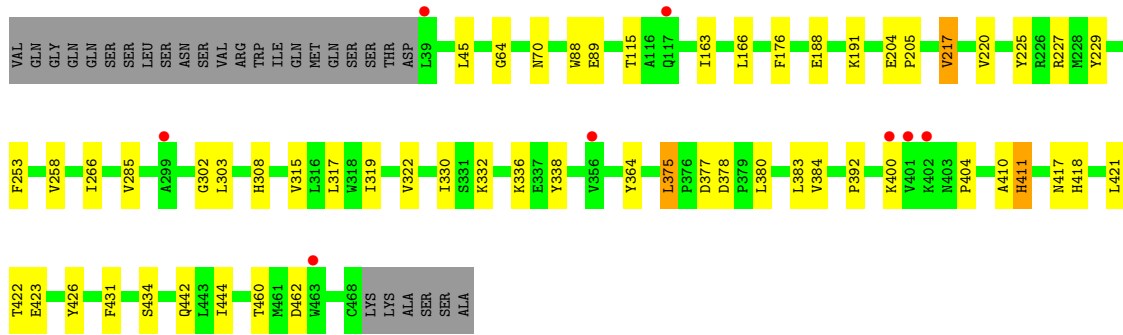 VAL GLN GLY GLN GLN SER SER LEU SER ASN SER VAL ARG TRP ILE GLN MET GLN SER SER THR ASP L39 L45 G64 N70 W88 E89 T115 A116 Q117 I163 L166 F176 E188 K191 E204 P205 V217 V220 Y225 R226 R227 M228 Y229
F253 V258 I266 V285 A299 G302 L303 H308 V315 L316 L317 W318 I319 V322 I330 S331 K332 K336 E337 Y338 V356 Y364 L375 P376 D377 D378 P379 L380 L383 V384 P392 K400 V401 K402 N403 P404 A410 H411 N417 H418 L421
T422 E423 Y426 F431 S434 Q442 L443 I444 T460 M461 D462 W463 C468 LYS LYS ALA SER SER ALA